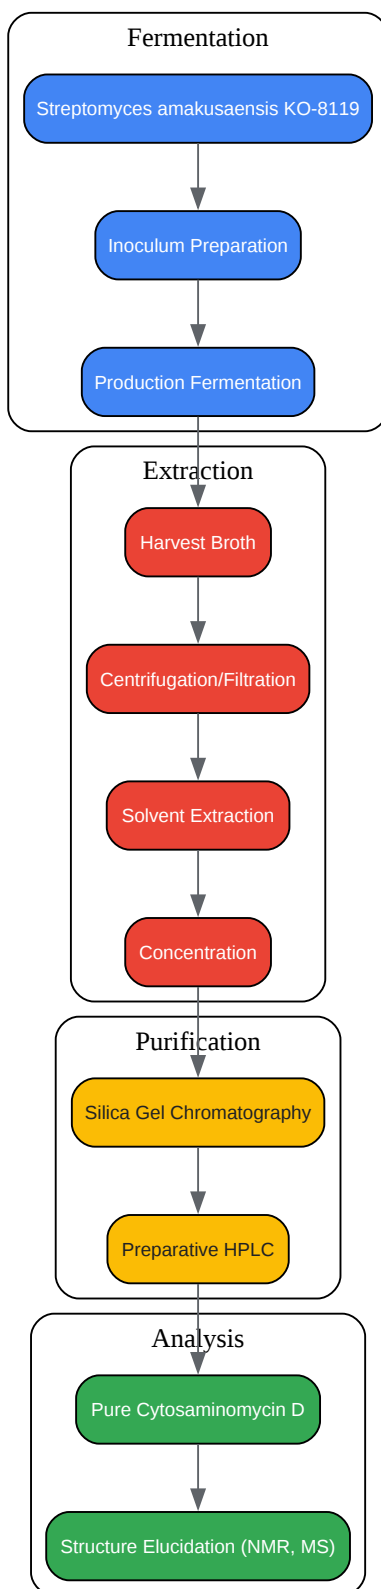 Fermentation
Streptomyces amakusaensis KO-8119
Inoculum Preparation
Production Fermentation
Extraction
Harvest Broth
Centrifugation/Filtration
Solvent Extraction
Concentration
Purification
Silica Gel Chromatography
Preparative HPLC
Analysis
Pure Cytosaminomycin D
Structure Elucidation (NMR, MS)